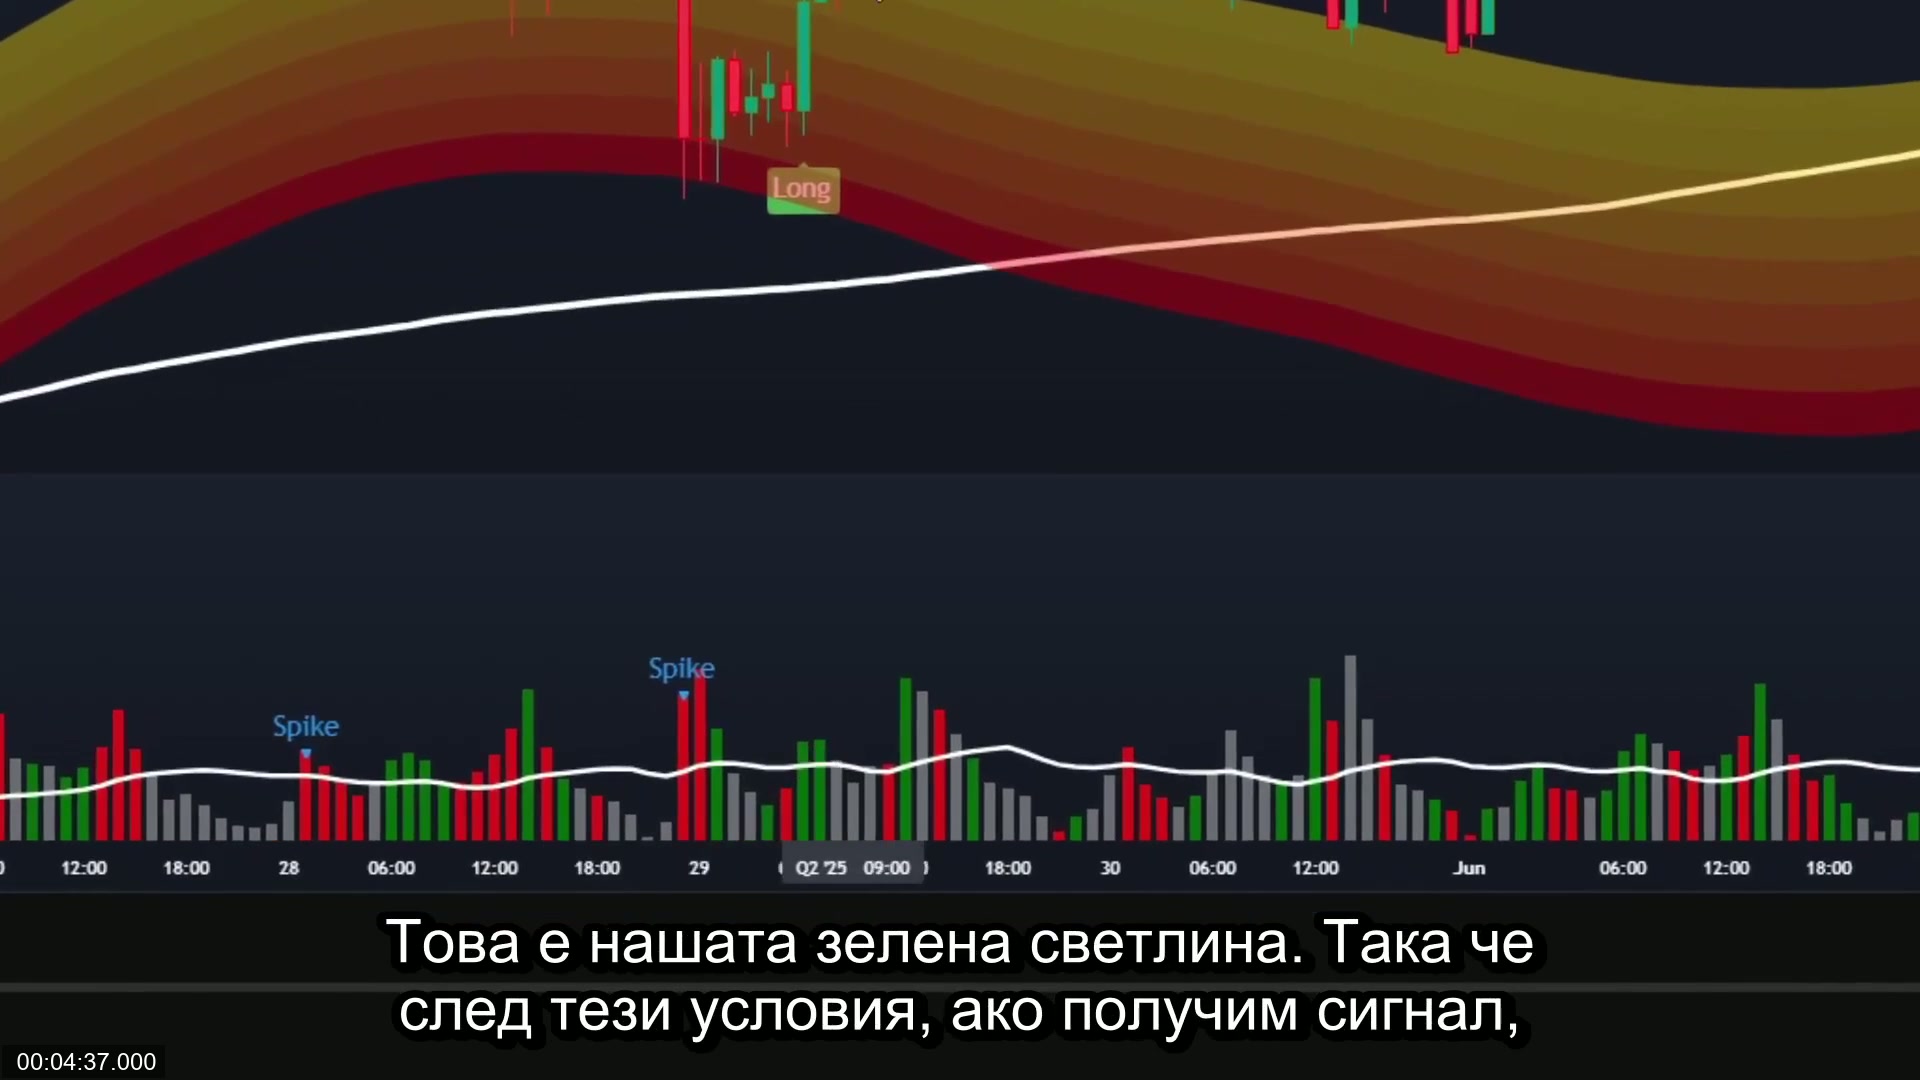 Long
Spike
Spike
12:00 18:00 28 06:00 12:00 18:00 29 Q2 '25 09:00 18:00 30 06:00 12:00 Jun 06:00 12:00 18:00
Това е нашата зелена светлина. Така че
след тези условия, ако получим сигнал,
00:04:37.000